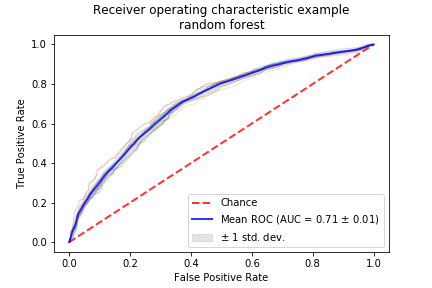 Receiver operating characteristic example
random forest
1.0
0.8
0.6
0.4
0.2
0.0
True Positive Rate
Chance
Mean ROC (AUC = 0.71 ± 0.01)
± 1 std. dev.
0.0 0.2 0.4 0.6 0.8 1.0
False Positive Rate